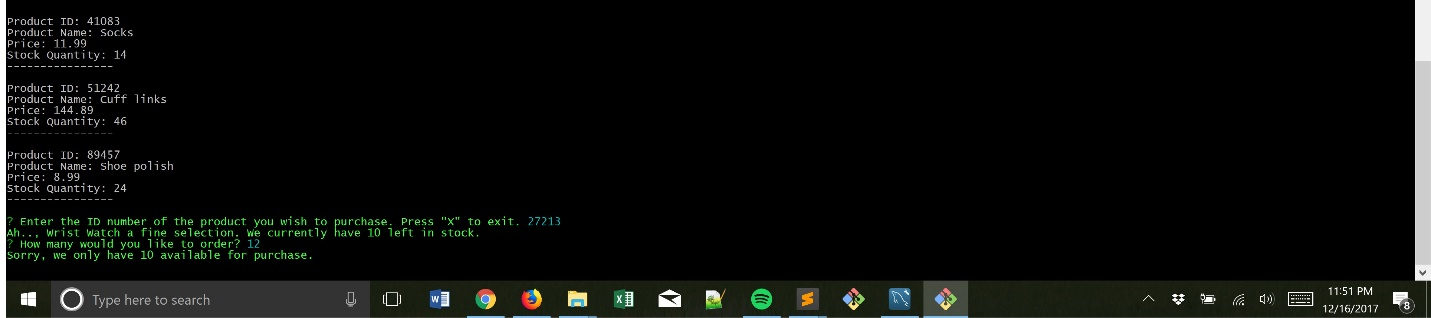 Product ID: 41083
Product Name: Socks
Price: 11.99
Stock Quantity: 14
----------------
Product ID: 51242
Product Name: Cuff links
Price: 144.89
Stock Quantity: 46
----------------
Product ID: 89457
Product Name: Shoe polish
Price: 8.99
Stock Quantity: 24
----------------
? Enter the ID number of the product you wish to purchase. Press "X" to exit. 27213
Ah.., Wrist Watch a fine selection. We currently have 10 left in stock.
? How many would you like to order? 12
Sorry, we only have 10 available for purchase.
Type here to search
11:51 PM
12/16/2017
8